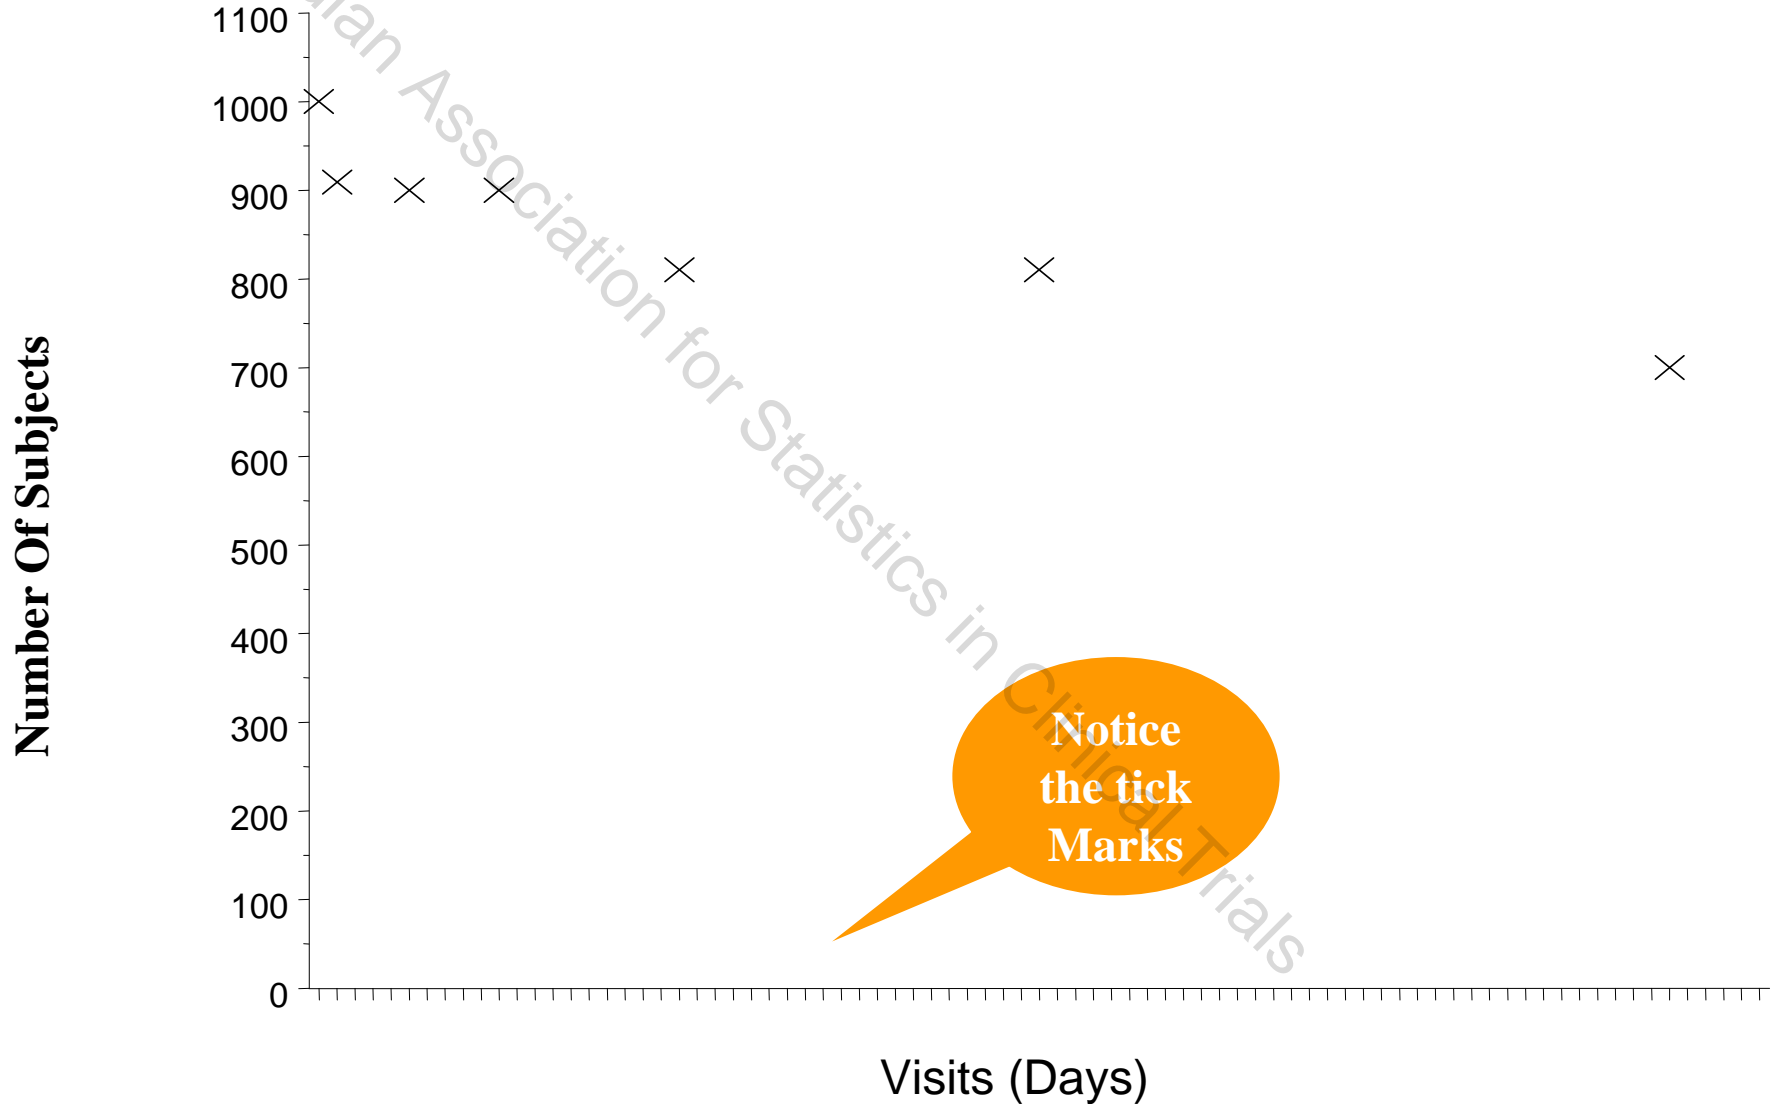 1100
1000
900
800
700
600
500
400
300
200
100
0
Number Of Subjects
Association for Statistics in Clinical Trials
Notice
the tick
Marks
Visits (Days)